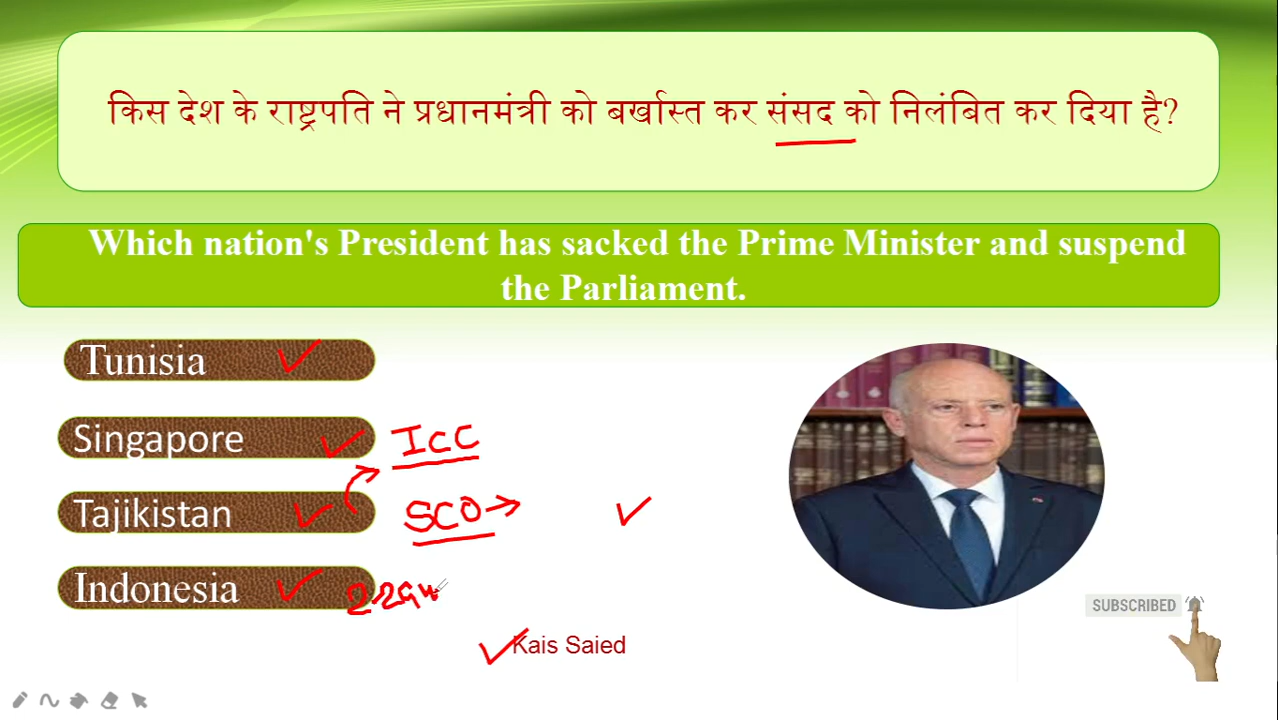 किस देश के राष्ट्रपति ने प्रधानमंत्री को बर्खास्त कर संसद को निलंबित कर दिया है?
Which nation's President has sacked the Prime Minister and suspend
the Parliament.
Tunisia
Singapore ICC
Tajikistan SCO
Indonesia
SUBSCRIBED
Kais Saied